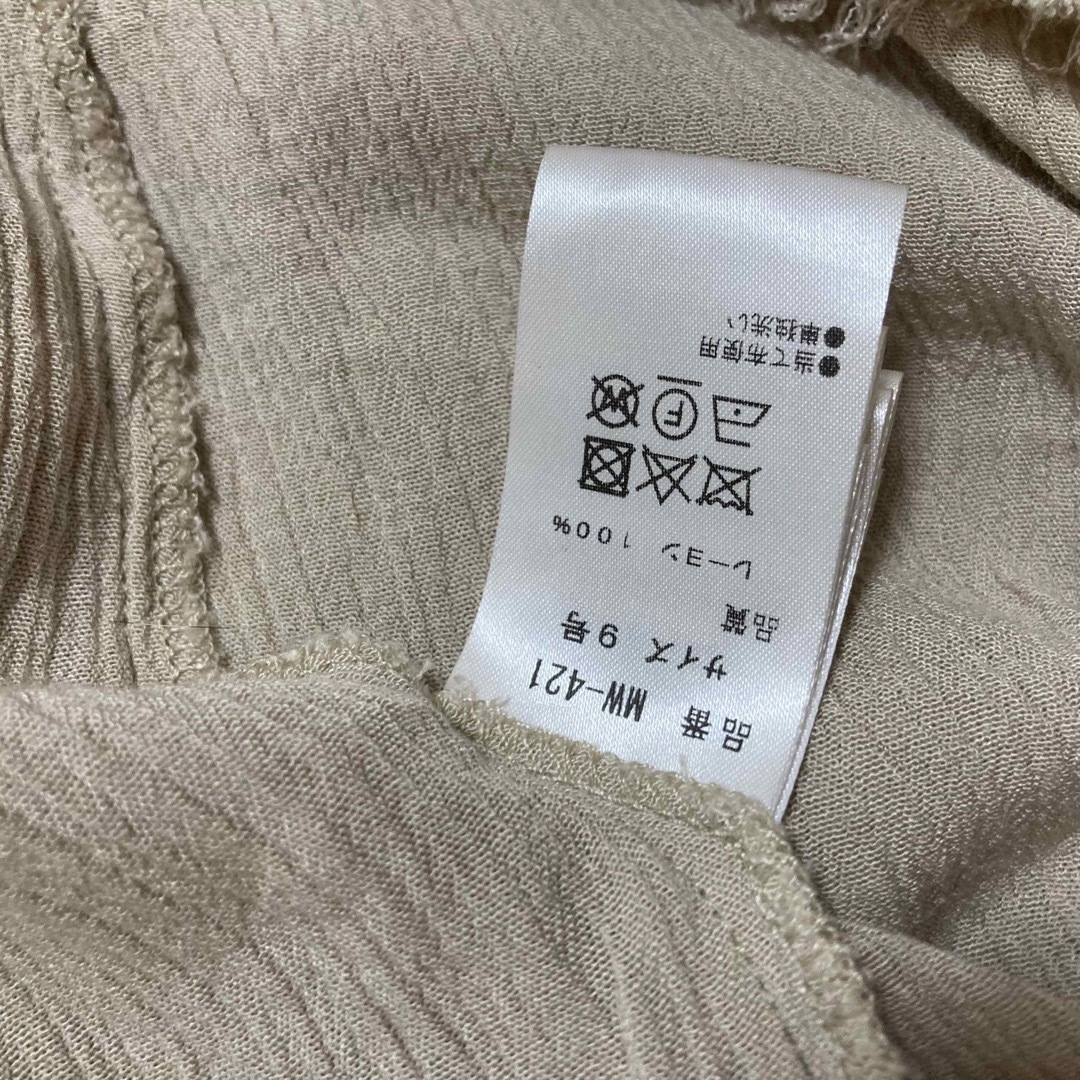 品番 MW-421
サイズ 9号
品質
レーヨン 100%
F
W
●当て布使用
●単独洗い